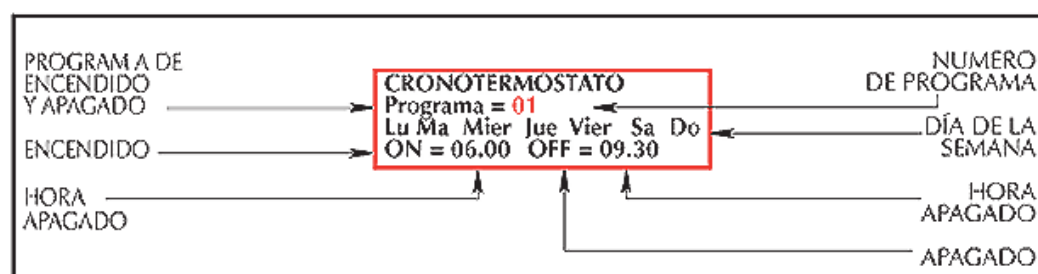 PROGRAM A DE
ENCENDIDO
Y APAGADO
ENCENDIDO
HORA
APAGADO
CRONOTERMOSTATO
Programa = 01
Lu Ma Mier Jue Vier Sa Do
ON = 06.00 OFF = 09.30
NUMERO
DE PROGRAMA
DÍA DE LA
SEMANA
HORA
APAGADO
APAGADO